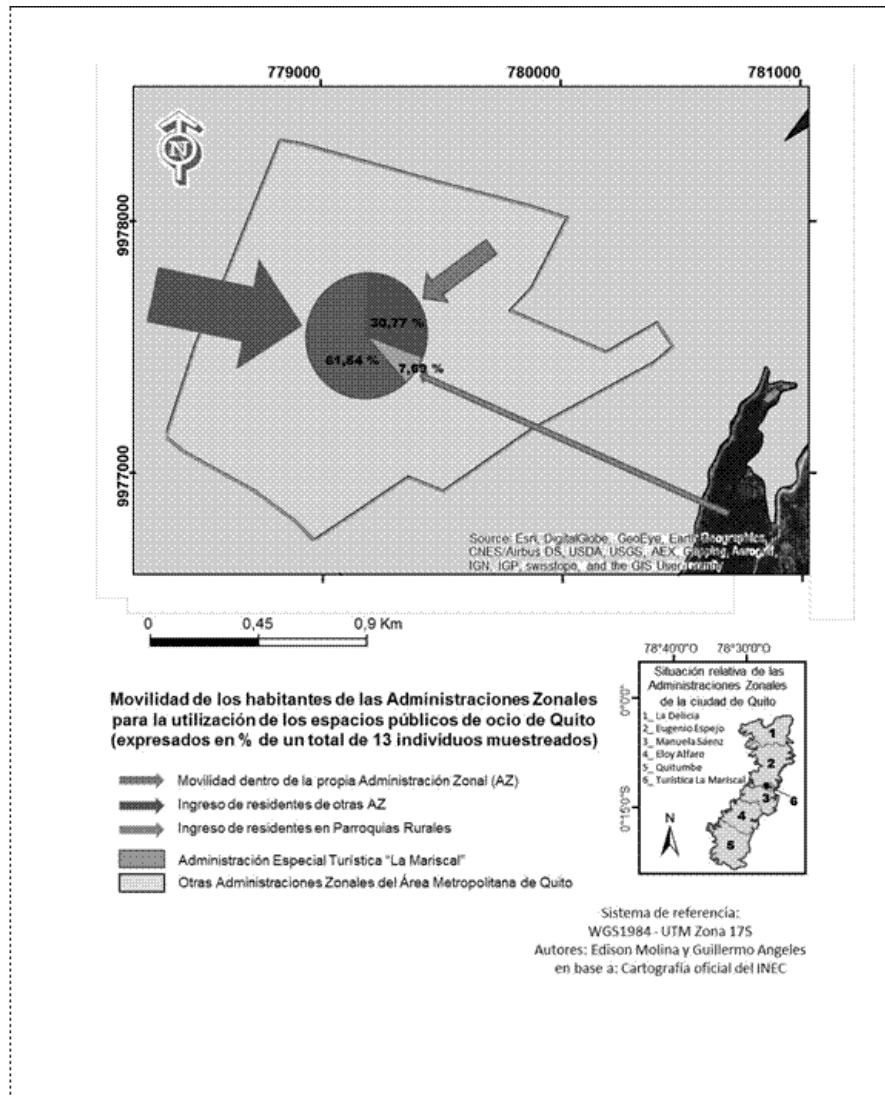 779000
780000
781000
N
9978000
30,77 %
61,54 %
7,69 %
9977000
Source: Esri, DigitalGlobe, GeoEye, Earth Geographics,
CNES/Airbus DS, USDA, USGS, AEX,
IGN, IGP, swisstopo, and the GIS User
0
0,45
0,9 Km
Movilidad de los habitantes de las Administraciones Zonales
para la utilización de los espacios públicos de ocio de Quito
(expresados en % de un total de 13 individuos muestreados)
Movilidad dentro de la propia Administración Zonal (AZ)
Ingreso de residentes de otras AZ
Ingreso de residentes en Parroquias Rurales
Administración Especial Turística “La Mariscal”
Otras Administraciones Zonales del Área Metropolitana de Quito
78°40'0"O
78°30'0"O
0°0'0"
0°15'0"S
Situación relativa de las
Administraciones Zonales
de la ciudad de Quito
1_ La Delicia
2_ Eugenio Espejo
3_ Manuela Sáenz
4_ Eloy Alfaro
5_ Quitumbe
6_ Turística La Mariscal
1
2
3
6
4
5
N
Sistema de referencía:
WGS1984 - UTM Zona 17S
Autores: Edison Molina y Guillermo Angeles
en base a: Cartografía oficial del INEC